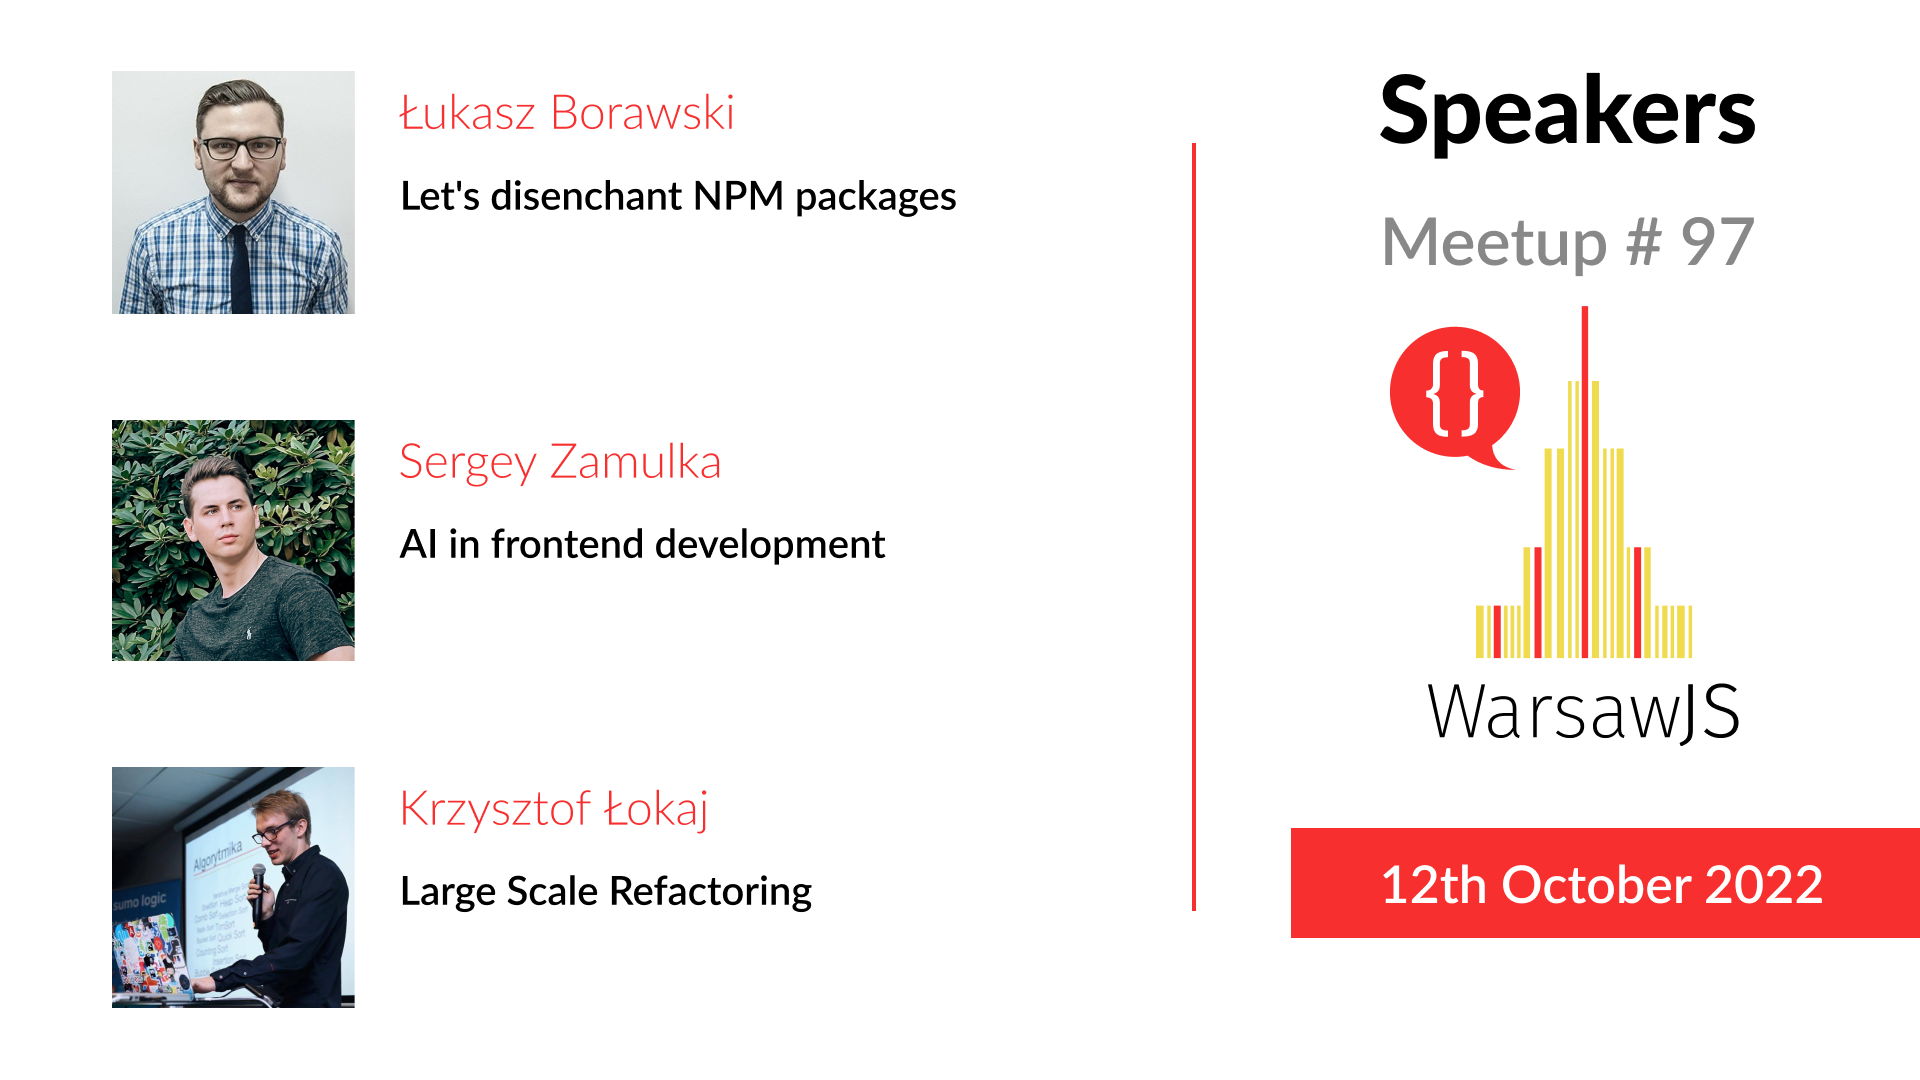 Łukasz Borawski
Let's disenchant NPM packages
Sergey Zamulka
AI in frontend development
Krzysztof Łokaj
Large Scale Refactoring
Algorytmika
sumo logic
Speakers
Meetup # 97
{}
WarsawJS
12th October 2022